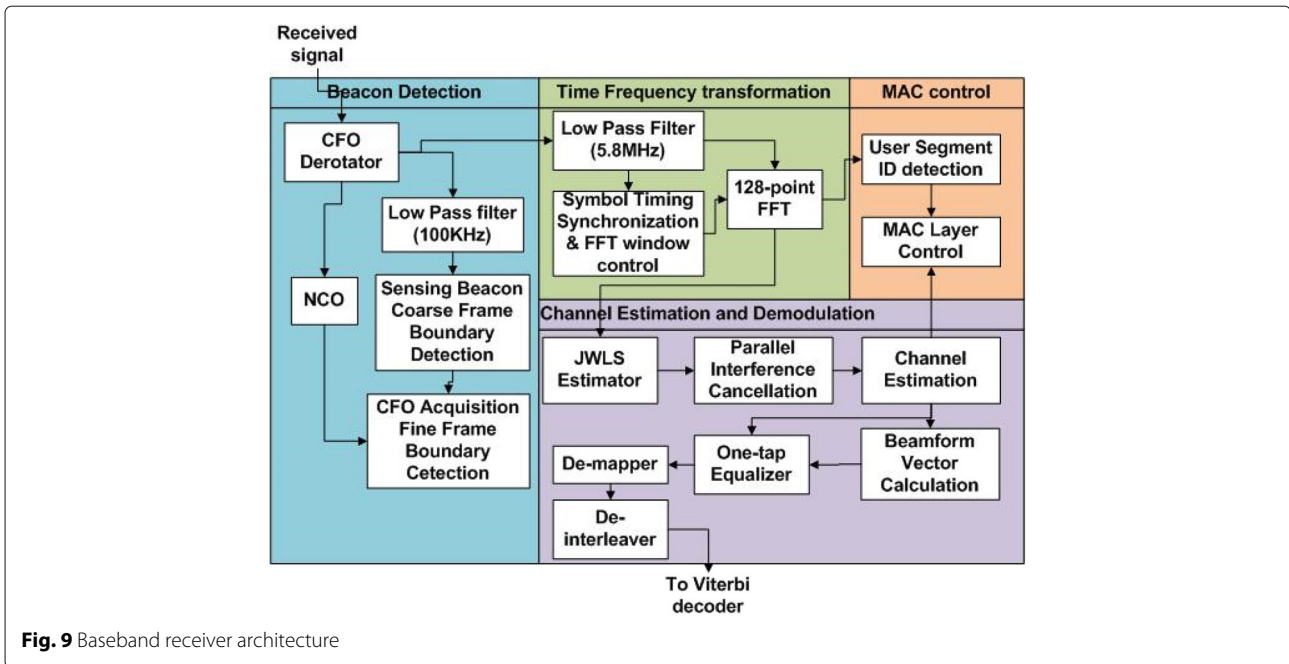 Received
signal
Beacon Detection
Time Frequency transformation
MAC control
CFO
Derotator
Low Pass filter
(100KHz)
NCO
Sensing Beacon
Coarse Frame
Boundary
Detection
CFO Acquisition
Fine Frame
Boundary
Cetection
Low Pass Filter
(5.8MHz)
Symbol Timing
Synchronization
& FFT window
control
128-point
FFT
User Segment
ID detection
MAC Layer
Control
Channel Estimation and Demodulation
JWLS
Estimator
Parallel
Interference
Cancellation
Channel
Estimation
Beamform
Vector
Calculation
One-tap
Equalizer
De-mapper
De-
interleaver
To Viterbi
decoder
Fig. 9 Baseband receiver architecture